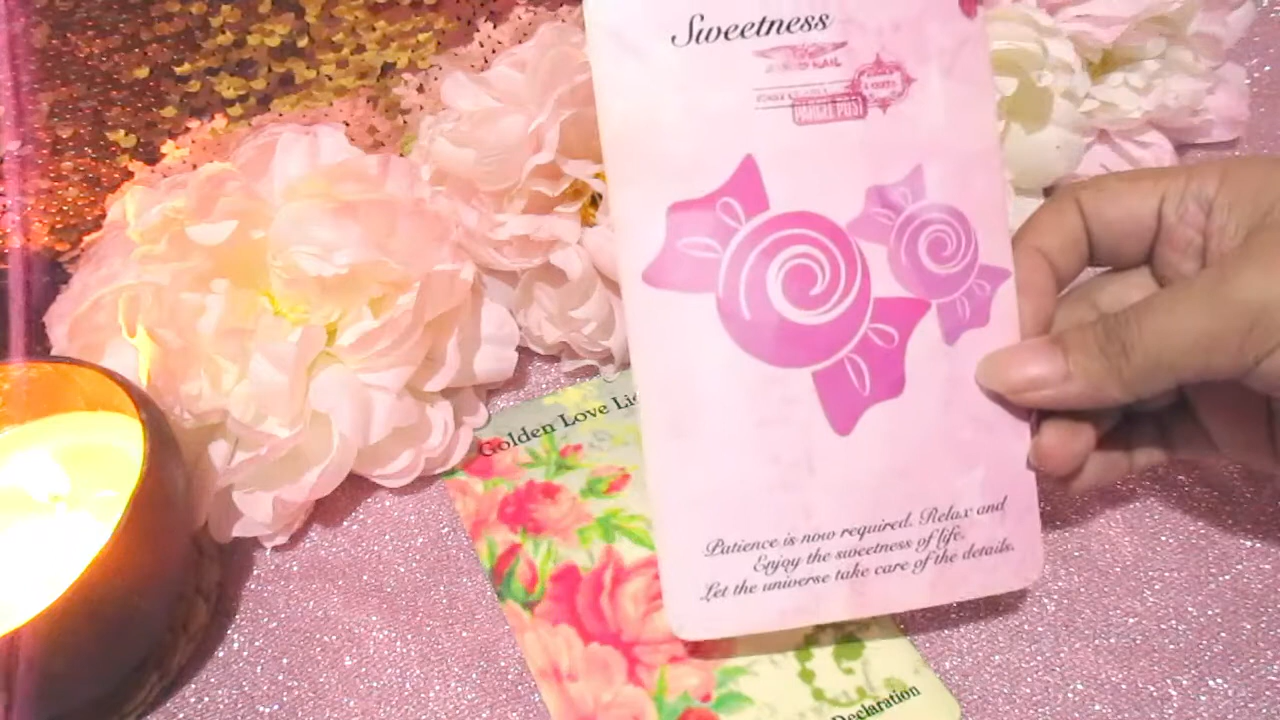 Sweetness
PARCEL POST
Patience is now required. Relax and
Enjoy the sweetness of life.
Let the universe take care of the details.
Golden Love
Declaration